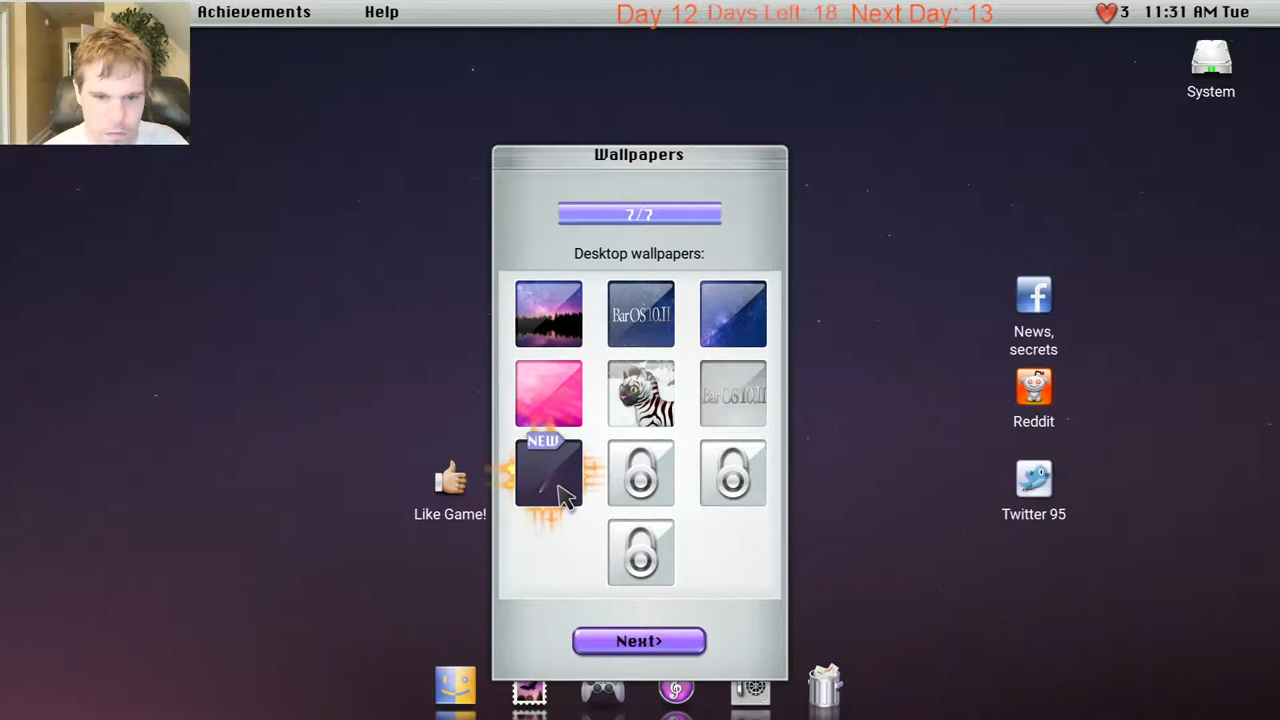 Achievements Help Day 12 Days Left: 18 Next Day: 13 3 11:31 AM Tue
System
Wallpapers
7/7
Desktop wallpapers:
BarOS 10.II
BarOS 10.II
NEW
News,
secrets
Reddit
Like Game!
Twitter 95
Next>